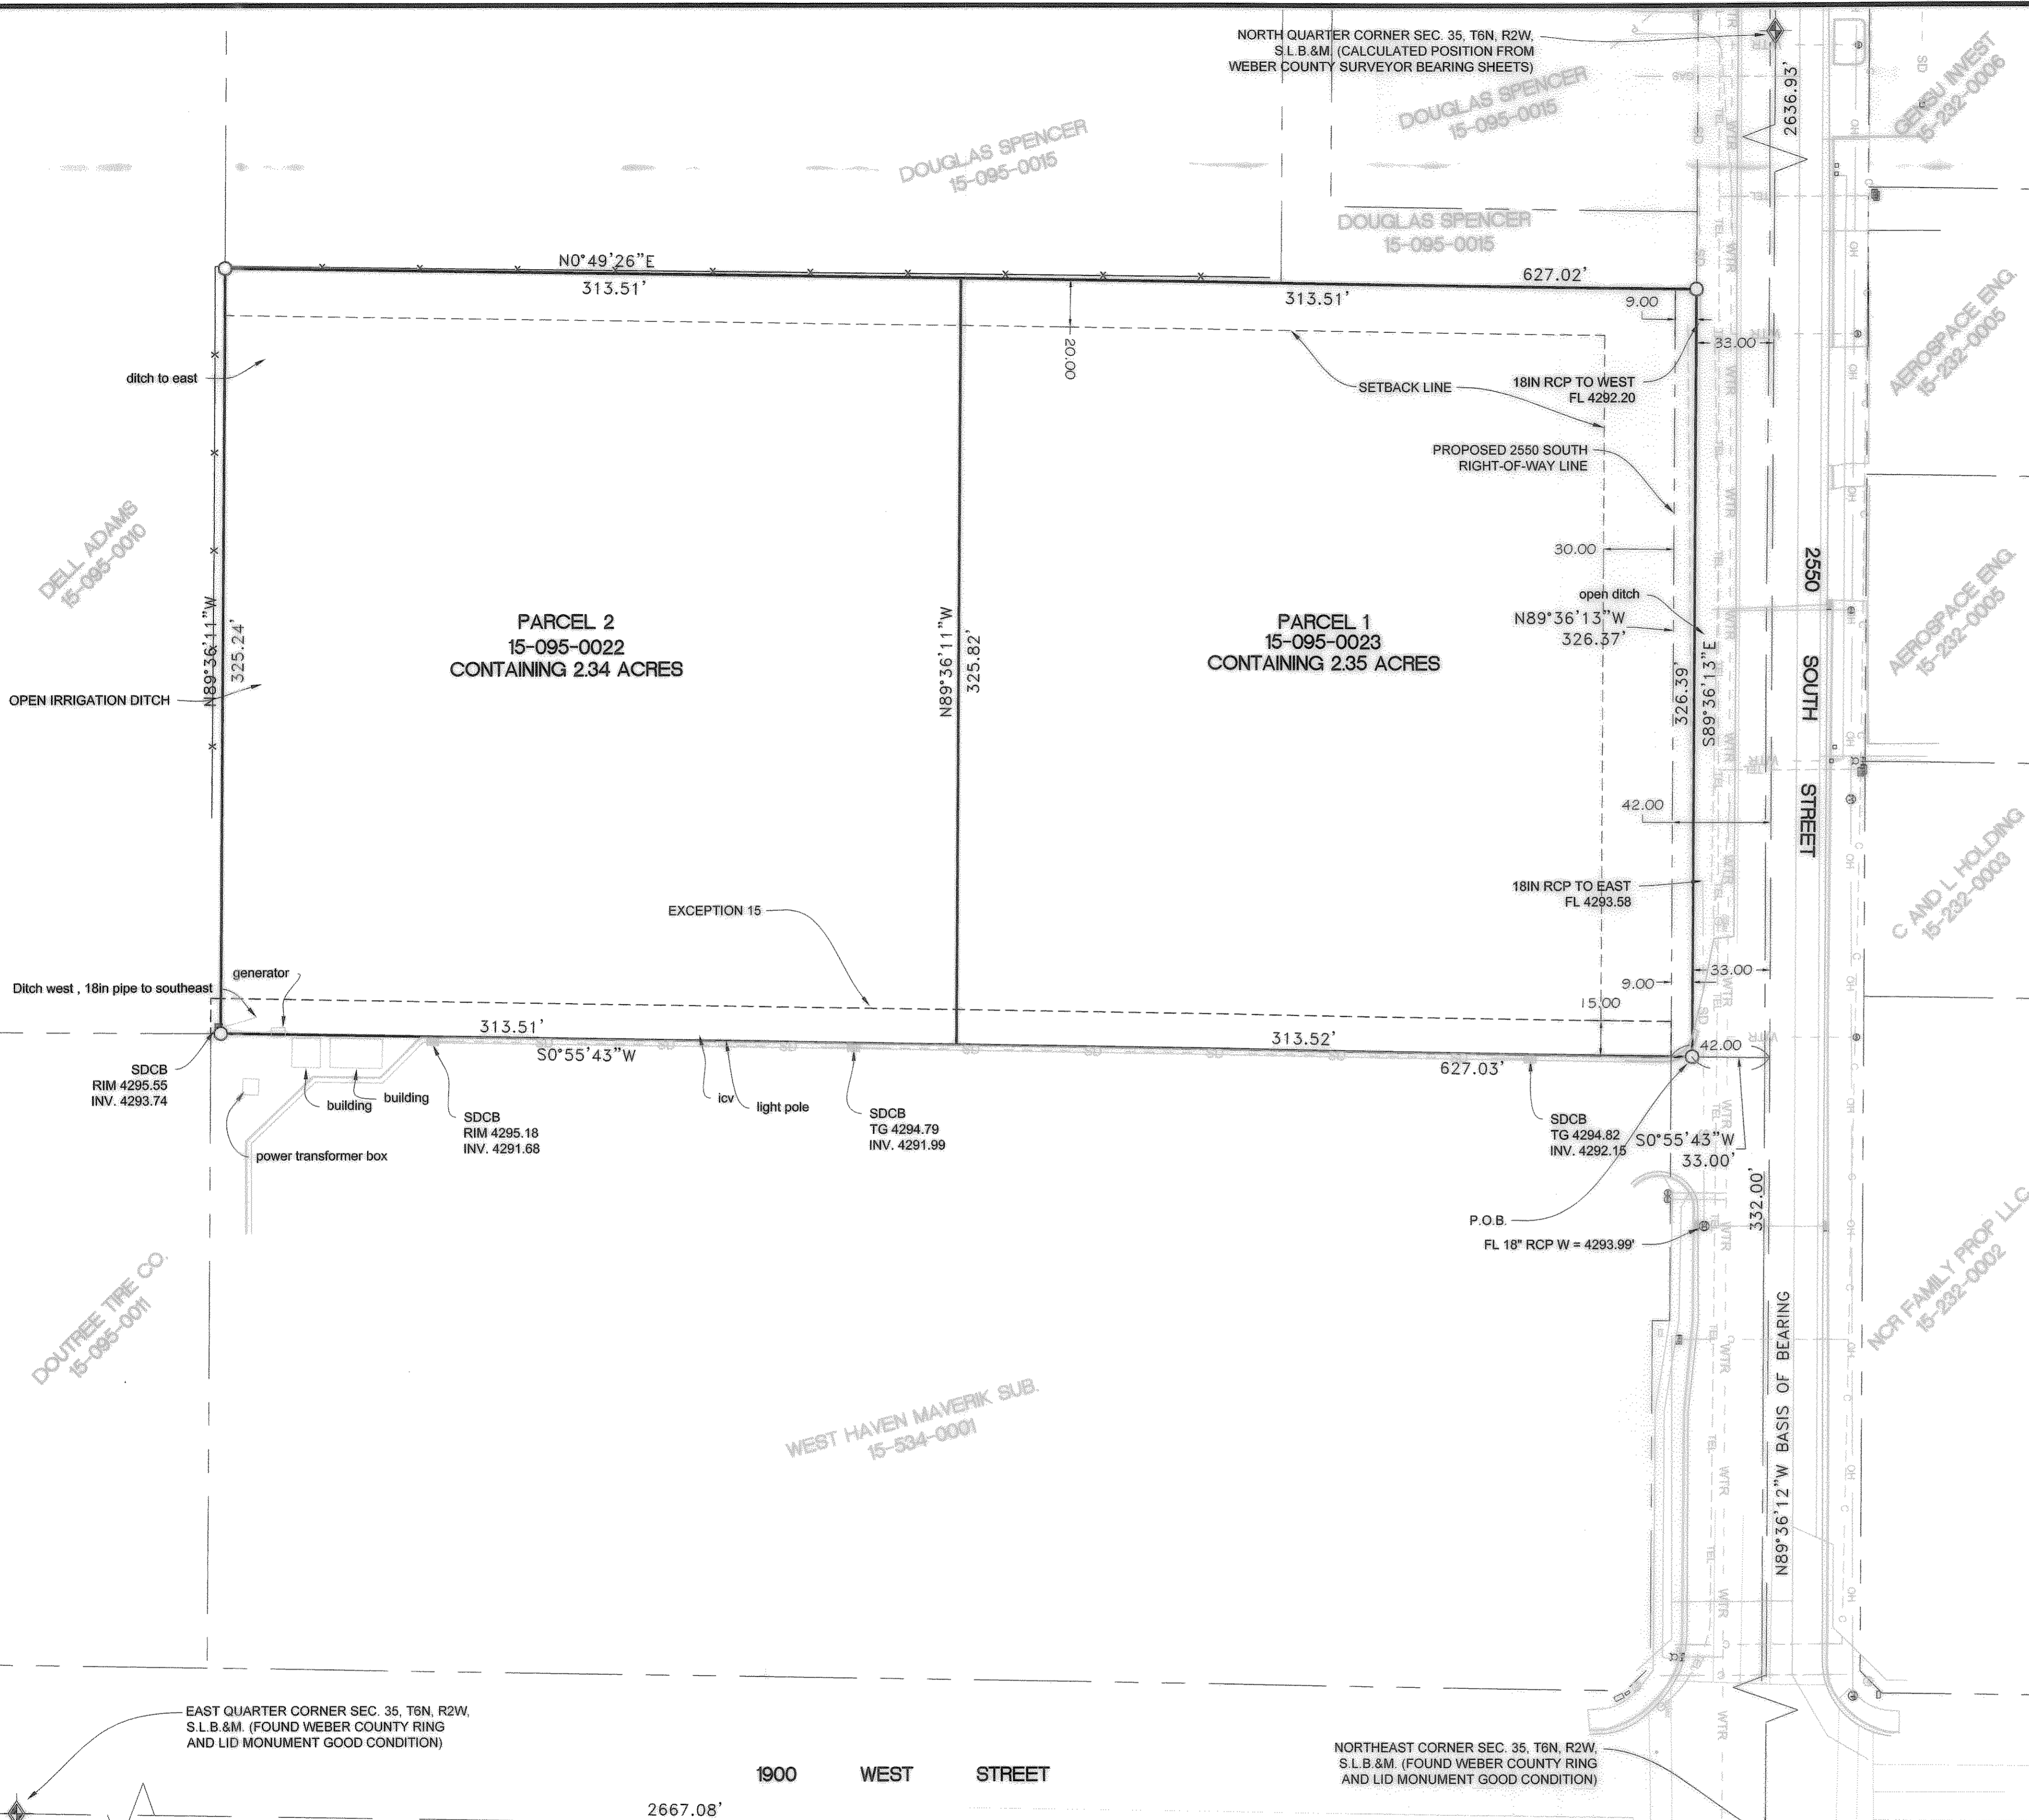 NORTH QUARTER CORNER SEC. 35, T6N, R2W,
S.L.B.&M. (CALCULATED POSITION FROM
WEBER COUNTY SURVEYOR BEARING SHEETS)
2636.93'
GENSU INVEST
15-232-0006
DOUGLAS SPENCER
15-095-0015
DOUGLAS SPENCER
15-095-0015
DOUGLAS SPENCER
15-095-0015
N0°49'26"E
313.51'
313.51'
627.02'
9.00
33.00
20.00
ditch to east
SETBACK LINE
18IN RCP TO WEST
FL 4292.20
AEROSPACE ENG.
15-232-0005
PROPOSED 2550 SOUTH
RIGHT-OF-WAY LINE
DELL ADAMS
15-095-0010
30.00
open ditch
N89°36'13"W
326.37'
2550 SOUTH STREET
AEROSPACE ENG.
15-232-0005
N89°36'11"W
325.24'
PARCEL 2
15-095-0022
CONTAINING 2.34 ACRES
N89°36'11"W
325.82'
PARCEL 1
15-095-0023
CONTAINING 2.35 ACRES
326.39'
S89°36'13"E
OPEN IRRIGATION DITCH
42.00
18IN RCP TO EAST
FL 4293.58
C AND L HOLDING
15-232-0003
EXCEPTION 15
generator
Ditch west , 18in pipe to southeast
33.00
9.00
15.00
313.51'
S0°55'43"W
313.52'
627.03'
42.00
SDCB
RIM 4295.55
INV. 4293.74
building
building
SDCB
RIM 4295.18
INV. 4291.68
icv
light pole
SDCB
TG 4294.79
INV. 4291.99
SDCB
TG 4294.82
INV. 4292.15
S0°55'43"W
33.00'
power transformer box
332.00'
P.O.B.
FL 18" RCP W = 4293.99'
NCR FAMILY PROP LLC
15-232-0002
DOUTREE TIRE CO.
15-095-0011
WEST HAVEN MAVERIK SUB.
15-534-0001
N89°36'12"W BASIS OF BEARING
EAST QUARTER CORNER SEC. 35, T6N, R2W,
S.L.B.&M. (FOUND WEBER COUNTY RING
AND LID MONUMENT GOOD CONDITION)
NORTHEAST CORNER SEC. 35, T6N, R2W,
S.L.B.&M. (FOUND WEBER COUNTY RING
AND LID MONUMENT GOOD CONDITION)
1900 WEST STREET
2667.08'